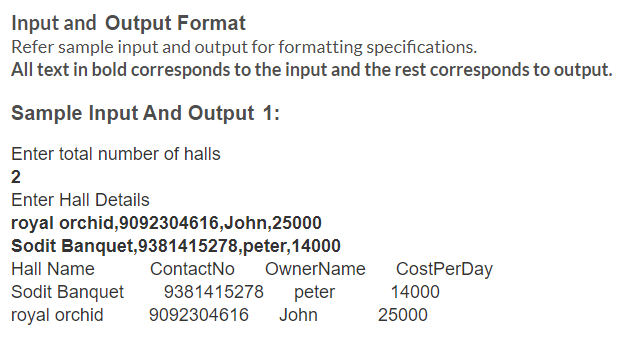 Input and Output Format
Refer sample input and output for formatting specifications.
All text in bold corresponds to the input and the rest corresponds to output.
Sample Input And Output 1:
Enter total number of halls
2
Enter Hall Details
royal orchid,9092304616,John,25000
Sodit Banquet,9381415278,peter,14000
Hall Name ContactNo OwnerName CostPerDay
Sodit Banquet 9381415278 peter 14000
royal orchid 9092304616 John 25000